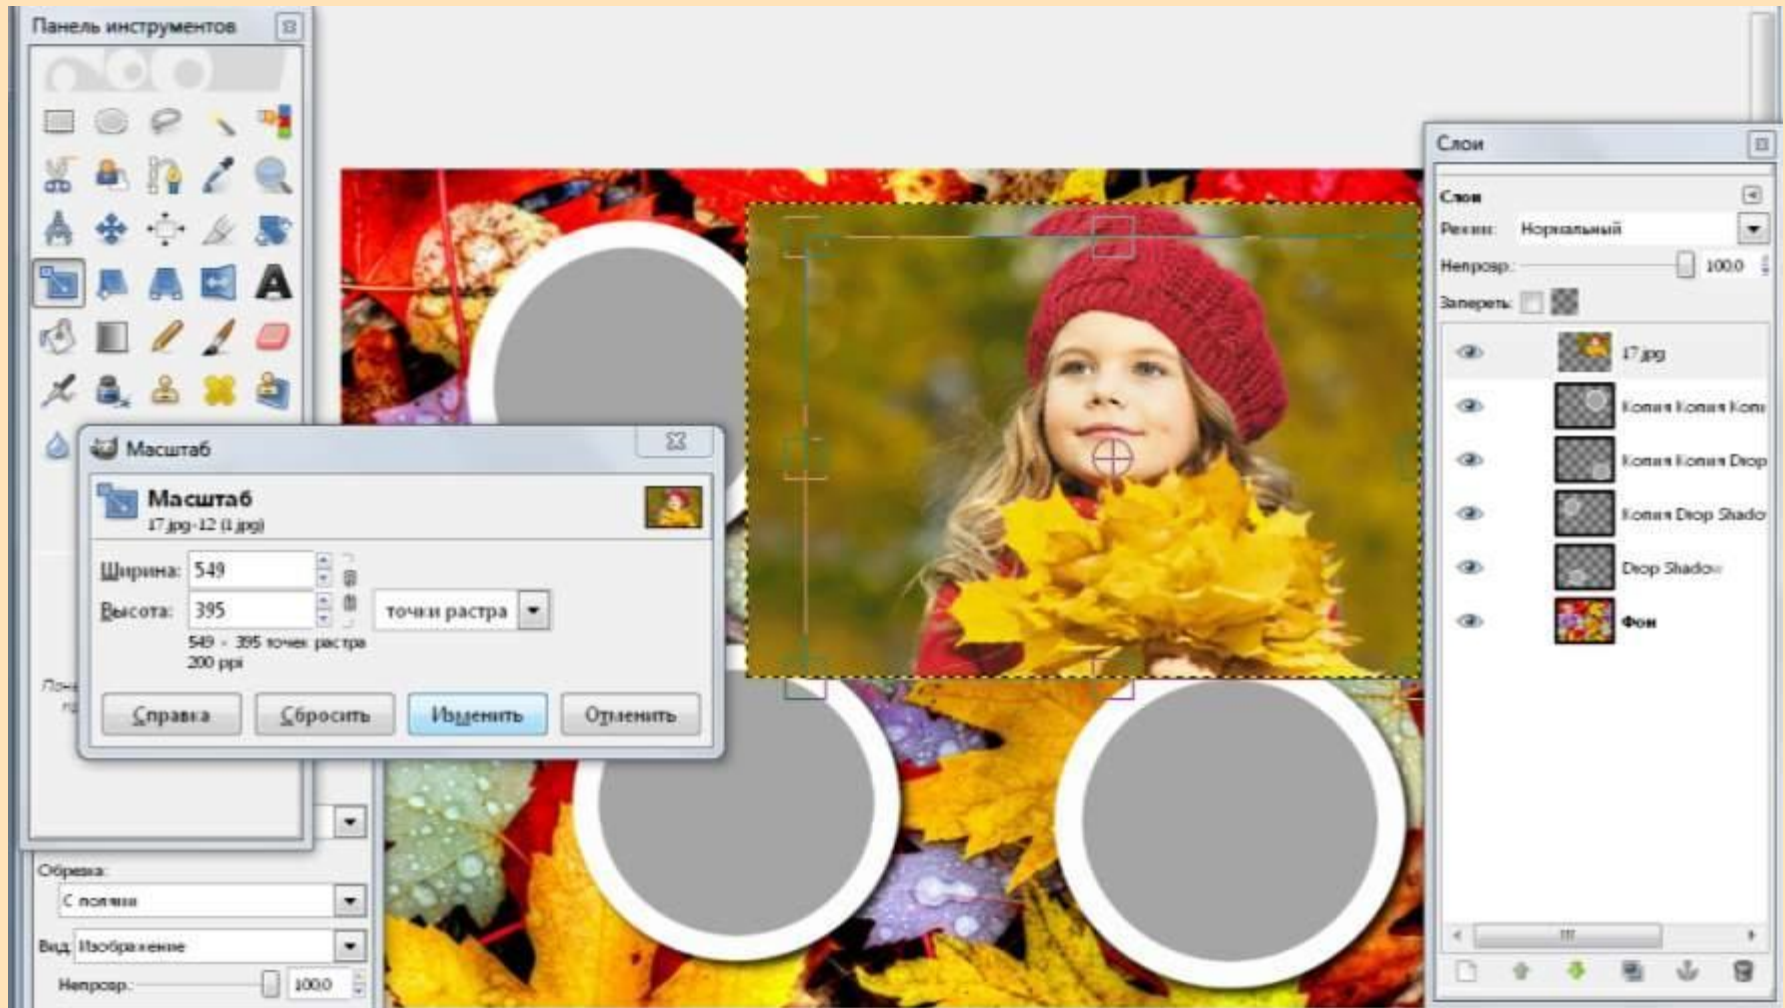 Панель инструментов
Масштаб
Масштаб
17.jpg-12 (1.jpg)
Ширина: 549
Высота: 395
точки растра
549 × 395 точек растра
200 ppi
Справка
Сбросить
Изменить
Отменить
Обрезка:
С полями
Вид: Изображение
Непрозр.: 100,0
Слои
Слои
Режим: Нормальный
Непрозр.: 100,0
Запереть:
17.jpg
Копия Копия Копи
Копия Копия Drop
Копия Drop Shado
Drop Shadow
Фон